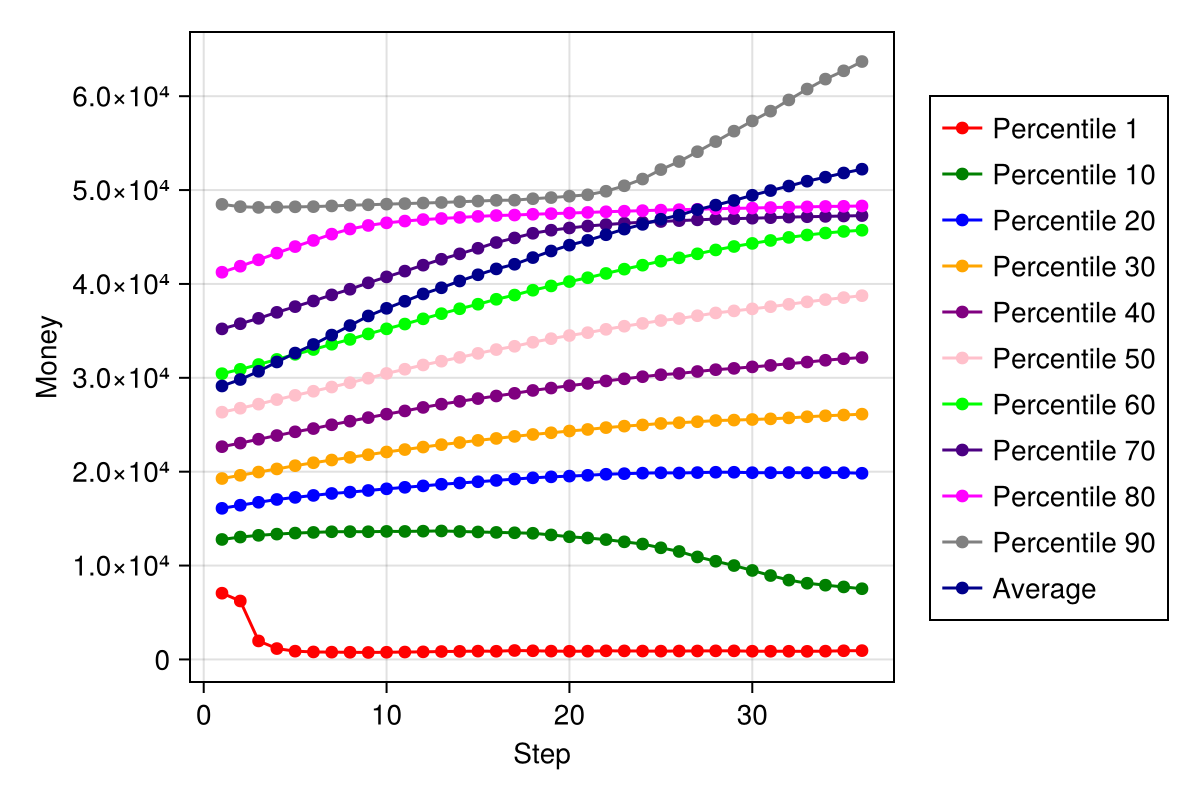 6.0×10⁴
5.0×10⁴
4.0×10⁴
3.0×10⁴
2.0×10⁴
1.0×10⁴
0
Money
0 10 20 30
Step
Percentile 1
Percentile 10
Percentile 20
Percentile 30
Percentile 40
Percentile 50
Percentile 60
Percentile 70
Percentile 80
Percentile 90
Average